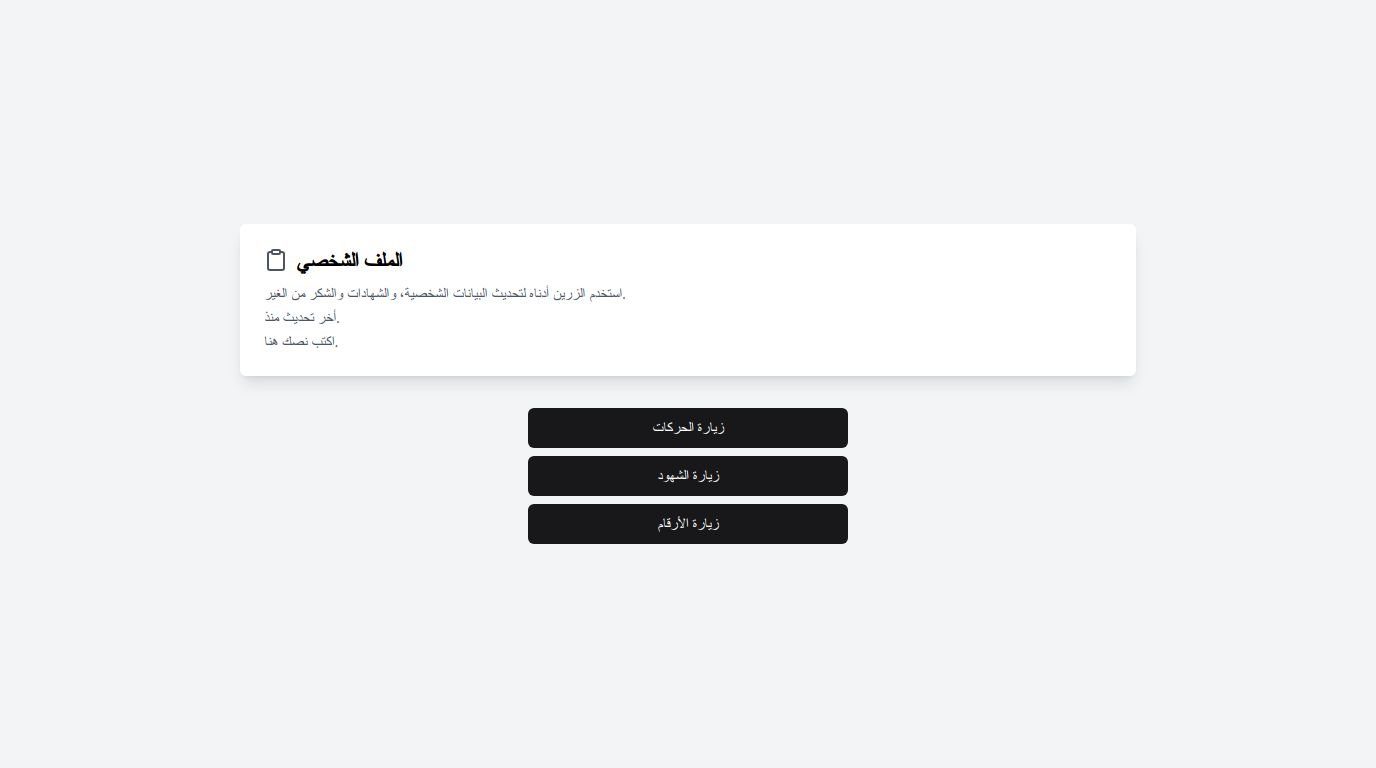 الملف الشخصي
استخدم الزرين أدناه لتحديث البيانات الشخصية، والشهادات والشكر من الغير.
أخر تحديث منذ.
اكتب نصك هنا.
زيارة الحركات
زيارة الشهود
زيارة الأرقام